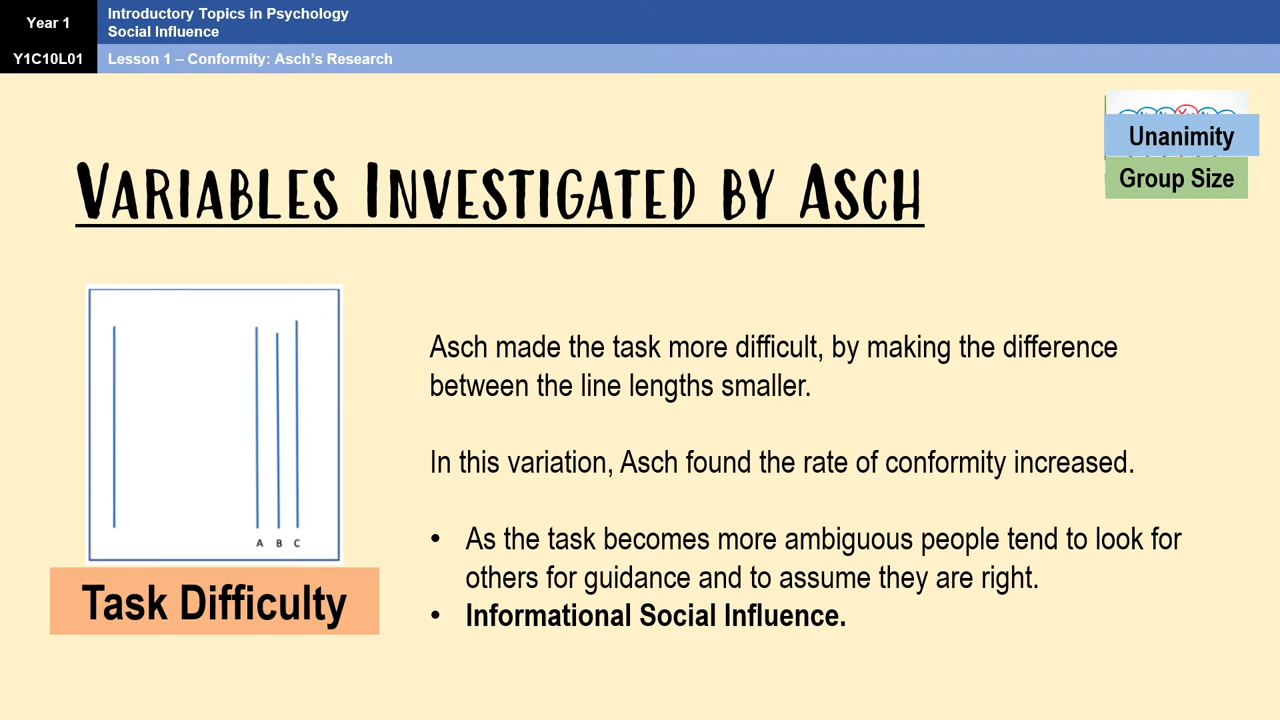 Year 1
Introductory Topics in Psychology
Social Influence
Y1C10L01
Lesson 1 – Conformity: Asch's Research
Unanimity
Group Size
Variables Investigated by Asch
A B C
Task Difficulty
Asch made the task more difficult, by making the difference
between the line lengths smaller.
In this variation, Asch found the rate of conformity increased.
• As the task becomes more ambiguous people tend to look for
others for guidance and to assume they are right.
• Informational Social Influence.